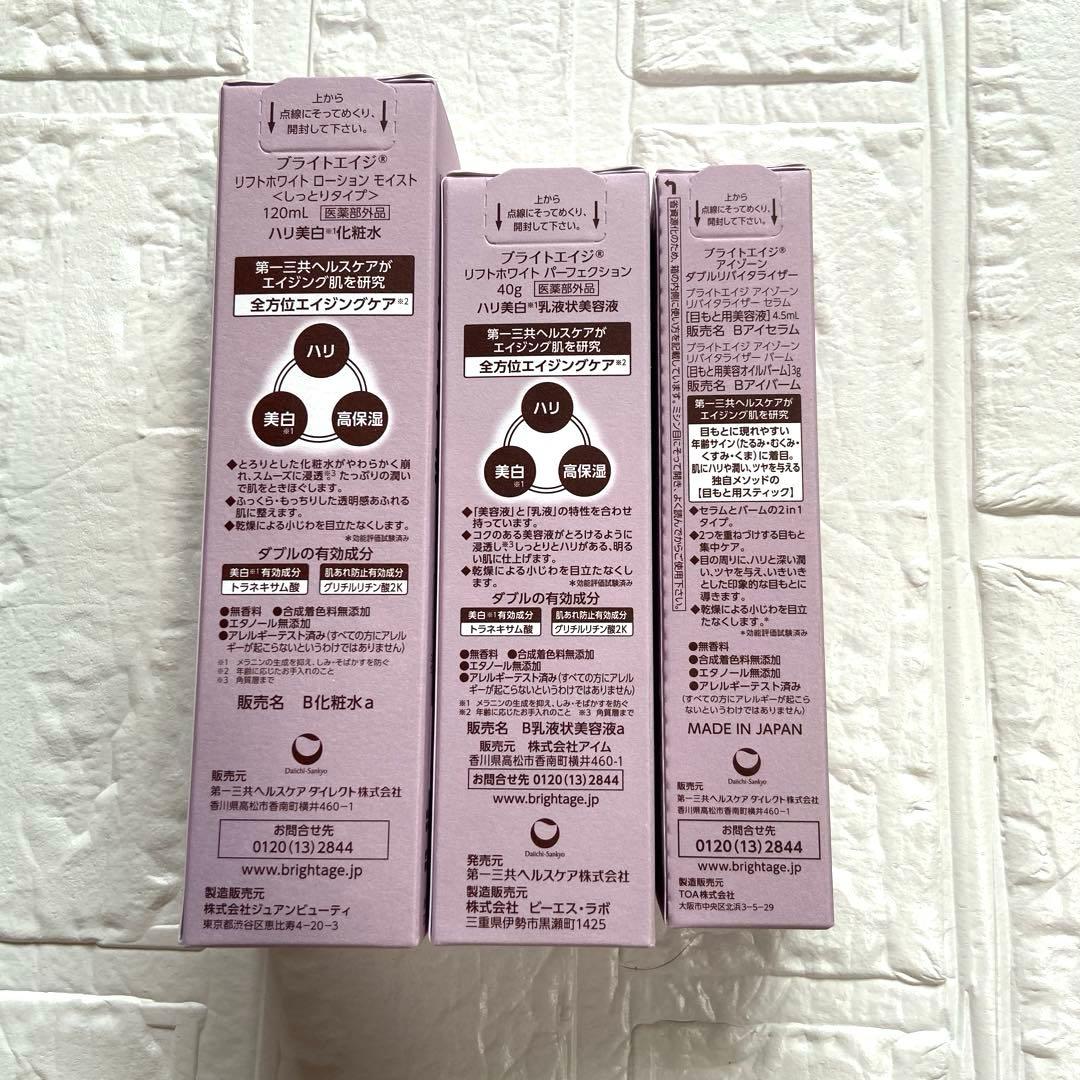 上から
点線にそってめくり、
開封して下さい。
ブライトエイジ®
リフトホワイト ローション モイスト
＜しっとりタイプ＞
120mL 医薬部外品
ハリ美白※1化粧水
第一三共ヘルスケアが
エイジング肌を研究
全方位エイジングケア※2
ハリ
美白※1
高保湿
◆とろりとした化粧水がやわらかく崩
れ、スムーズに浸透※3 たっぷりの潤い
で肌をときほぐします。
◆ふっくら・もっちりした透明感あふれる
肌に整えます。
◆乾燥による小じわを目立たなくします。
＊効能評価試験済み
ダブルの有効成分
美白※1有効成分
トラネキサム酸
肌あれ防止有効成分
グリチルリチン酸2K
●無香料 ●合成着色料無添加
●エタノール無添加
●アレルギーテスト済み(すべての方にアレル
ギーが起こらないというわけではありません)
※1 メラニンの生成を抑え、しみ・そばかすを防ぐ
※2 年齢に応じたお手入れのこと
※3 角質層まで
販売名 B化粧水a
Daiichi-Sankyo
販売元
第一三共ヘルスケア ダイレクト株式会社
香川県高松市香南町横井460−1
お問合せ先
0120(13)2844
www.brightage.jp
製造販売元
株式会社ジュアンビューティ
東京都渋谷区恵比寿4−20−3
上から
点線にそってめくり、
開封して下さい。
ブライトエイジ®
リフトホワイト パーフェクション
40g 医薬部外品
ハリ美白※1乳液状美容液
第一三共ヘルスケアが
エイジング肌を研究
全方位エイジングケア※2
ハリ
美白※1
高保湿
◆「美容液」と「乳液」の特性を合わせ
持っています。
◆コクのある美容液がとろけるように
浸透し※3しっとりとハリがある、明る
い肌に仕上げます。
◆乾燥による小じわを目立たなくしま
す。 ＊効能評価試験済み
ダブルの有効成分
美白※1有効成分
トラネキサム酸
肌あれ防止有効成分
グリチルリチン酸2K
●無香料 ●合成着色料無添加
●エタノール無添加
●アレルギーテスト済み(すべての方にアレル
ギーが起こらないというわけではありません)
※1 メラニンの生成を抑え、しみ・そばかすを防ぐ
※2 年齢に応じたお手入れのこと ※3 角質層まで
販売名 B乳液状美容液a
販売元 株式会社アイム
香川県高松市香南町横井460-1
お問合せ先 0120(13)2844
www.brightage.jp
Daiichi-Sankyo
発売元
第一三共ヘルスケア株式会社
製造販売元
株式会社 ビーエス・ラボ
三重県伊勢市黒瀬町1425
省資源化のため、箱の内側に使い方を記載しています。ミシン目にそって開き、よく読んでからご使用下さい。
上から
点線にそってめくり、
開封して下さい。
ブライトエイジ®
アイゾーン
ダブルリバイタライザー
ブライトエイジ アイゾーン
リバイタライザー セラム
[目もと用美容液] 4.5mL
販売名 Bアイセラム
ブライトエイジ アイゾーン
リバイタライザー バーム
[目もと用美容オイルバーム]3g
販売名 Bアイバーム
第一三共ヘルスケアが
エイジング肌を研究
目もとに現れやすい
年齢サイン(たるみ・むくみ・
くすみ・くま)に着目。
肌にハリや潤い、ツヤを与える
独自メソッドの
【目もと用スティック】
◆セラムとバームの2in1
タイプ。
◆2つを重ねづけする目もと
集中ケア。
◆目の周りに、ハリと深い潤
い、ツヤを与え、いきいき
とした印象的な目もとに
導きます。
◆乾燥による小じわを目立
たなくします。＊
＊効能評価試験済み
●無香料
●合成着色料無添加
●エタノール無添加
●アレルギーテスト済み
(すべての方にアレルギーが起こら
ないというわけではありません)
MADE IN JAPAN
Daiichi-Sankyo
販売元
第一三共ヘルスケア ダイレクト株式会社
香川県高松市香南町横井460−1
お問合せ先
0120(13)2844
www.brightage.jp
製造販売元
TOA株式会社
大阪市中央区北浜3−5−29